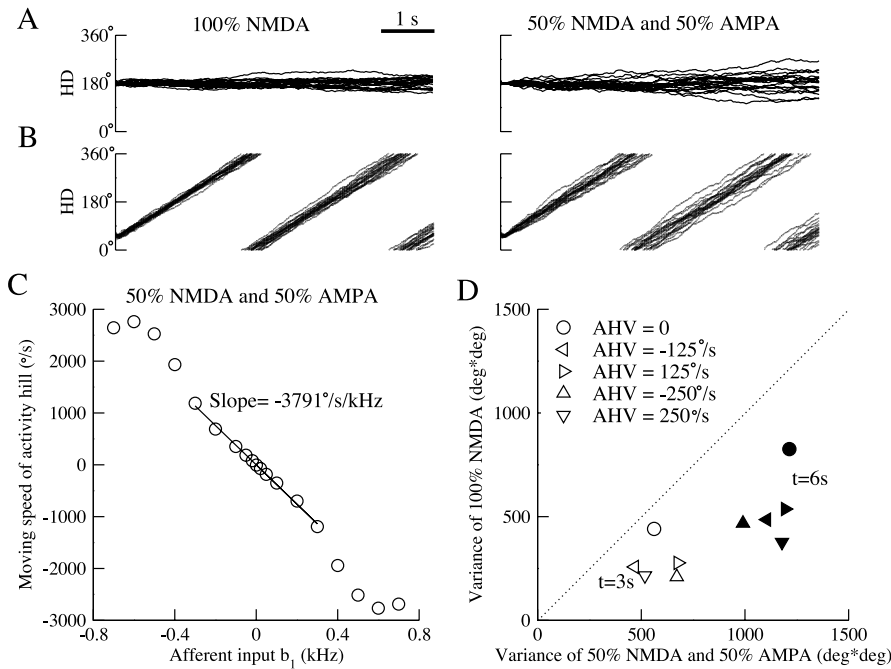 A
100% NMDA
1 s
50% NMDA and 50% AMPA
HD
360°
180°
0°
B
HD
360°
180°
0°
C
50% NMDA and 50% AMPA
Moving speed of activity hill (°/s)
3000
2000
1000
0
-1000
-2000
-3000
Slope= -3791°/s/kHz
-0.8
-0.4
0
0.4
0.8
Afferent input b1 (kHz)
D
Variance of 100% NMDA (deg*deg)
1500
1000
500
0
AHV = 0
AHV = -125°/s
AHV = 125°/s
AHV = -250°/s
AHV = 250°/s
t=6s
t=3s
0
500
1000
1500
Variance of 50% NMDA and 50% AMPA (deg*deg)